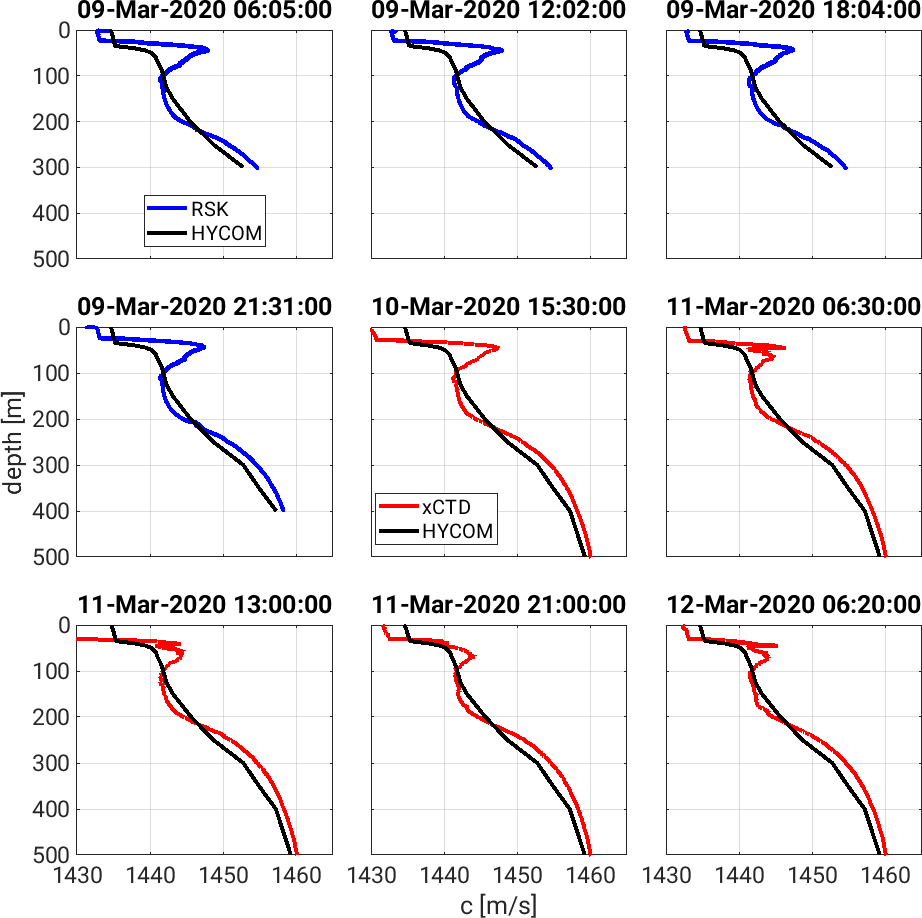 09-Mar-2020 06:05:00 09-Mar-2020 12:02:00 09-Mar-2020 18:04:00
0
100
200
300
400
500
RSK
HYCOM
09-Mar-2020 21:31:00 10-Mar-2020 15:30:00 11-Mar-2020 06:30:00
0
100
200
300
400
500
depth [m]
xCTD
HYCOM
11-Mar-2020 13:00:00 11-Mar-2020 21:00:00 12-Mar-2020 06:20:00
0
100
200
300
400
500
1430 1440 1450 1460 1430 1440 1450 1460 1430 1440 1450 1460
c [m/s]